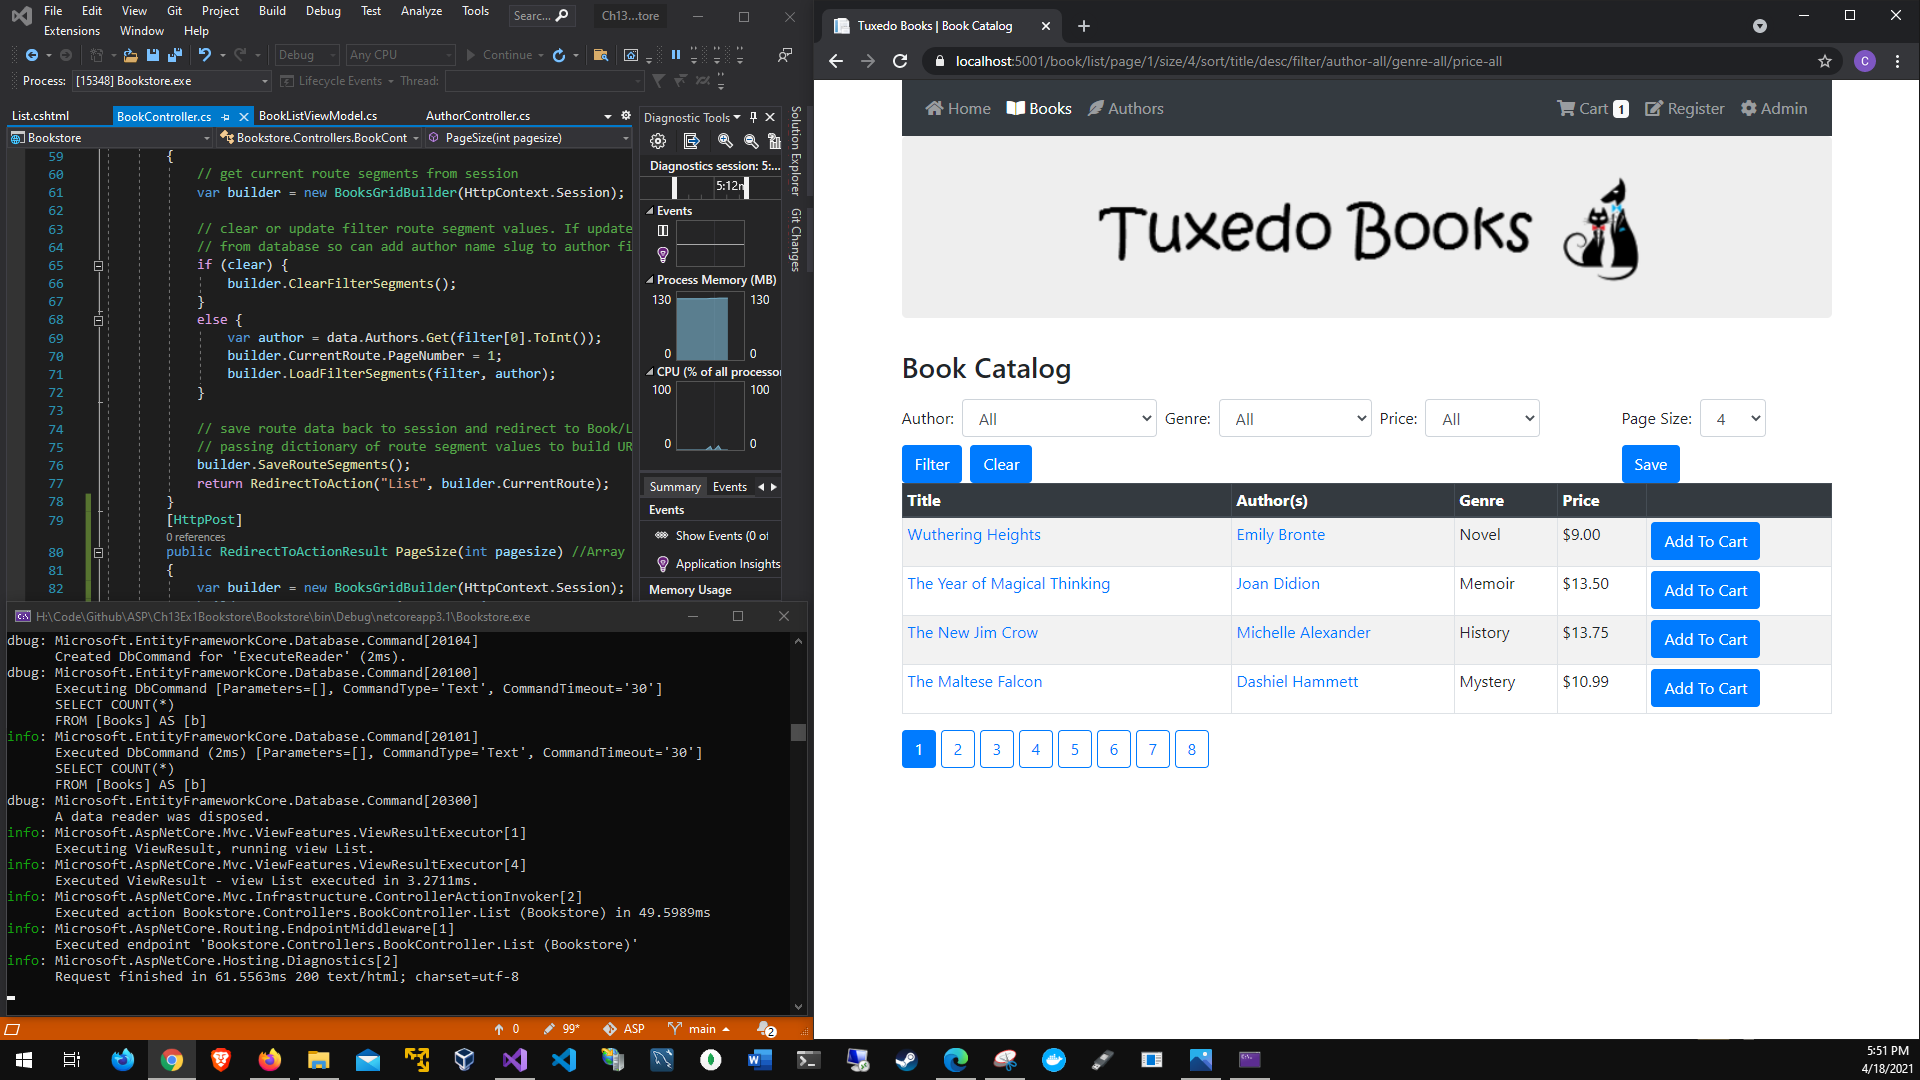 File Edit View Git Project Build Debug Test Analyze Tools Searc... Ch13...tore
Extensions Window Help
Debug Any CPU Continue
Process: [15348] Bookstore.exe Lifecycle Events Thread:
List.cshtml BookController.cs BookListViewModel.cs AuthorController.cs
Bookstore Bookstore.Controllers.BookCont PageSize(int pagesize)
59 {
60 // get current route segments from session
61 var builder = new BooksGridBuilder(HttpContext.Session);
62
63 // clear or update filter route segment values. If update
64 // from database so can add author name slug to author fi
65 if (clear) {
66 builder.ClearFilterSegments();
67 }
68 else {
69 var author = data.Authors.Get(filter[0].ToInt());
70 builder.CurrentRoute.PageNumber = 1;
71 builder.LoadFilterSegments(filter, author);
72 }
73
74 // save route data back to session and redirect to Book/L
75 // passing dictionary of route segment values to build UR
76 builder.SaveRouteSegments();
77 return RedirectToAction("List", builder.CurrentRoute);
78 }
79 [HttpPost]
0 references
80 public RedirectToActionResult PageSize(int pagesize) //Array
81 {
82 var builder = new BooksGridBuilder(HttpContext.Session);
Diagnostic Tools
Diagnostics session: 5:...
5:12n
Events
Process Memory (MB)
130 130
0 0
CPU (% of all processor
100 100
0 0
Summary Events
Events
Show Events (0 of
Application Insights
Memory Usage
Solution Explorer
Git Changes
H:\Code\Github\ASP\Ch13Ex1Bookstore\Bookstore\bin\Debug\netcoreapp3.1\Bookstore.exe
dbug: Microsoft.EntityFrameworkCore.Database.Command[20104]
Created DbCommand for 'ExecuteReader' (2ms).
dbug: Microsoft.EntityFrameworkCore.Database.Command[20100]
Executing DbCommand [Parameters=[], CommandType='Text', CommandTimeout='30']
SELECT COUNT(*)
FROM [Books] AS [b]
info: Microsoft.EntityFrameworkCore.Database.Command[20101]
Executed DbCommand (2ms) [Parameters=[], CommandType='Text', CommandTimeout='30']
SELECT COUNT(*)
FROM [Books] AS [b]
dbug: Microsoft.EntityFrameworkCore.Database.Command[20300]
A data reader was disposed.
info: Microsoft.AspNetCore.Mvc.ViewFeatures.ViewResultExecutor[1]
Executing ViewResult, running view List.
info: Microsoft.AspNetCore.Mvc.ViewFeatures.ViewResultExecutor[4]
Executed ViewResult - view List executed in 3.2711ms.
info: Microsoft.AspNetCore.Mvc.Infrastructure.ControllerActionInvoker[2]
Executed action Bookstore.Controllers.BookController.List (Bookstore) in 49.5989ms
info: Microsoft.AspNetCore.Routing.EndpointMiddleware[1]
Executed endpoint 'Bookstore.Controllers.BookController.List (Bookstore)'
info: Microsoft.AspNetCore.Hosting.Diagnostics[2]
Request finished in 61.5563ms 200 text/html; charset=utf-8
0 99* ASP main 2
Tuxedo Books | Book Catalog
localhost:5001/book/list/page/1/size/4/sort/title/desc/filter/author-all/genre-all/price-all
C
Home Books Authors Cart 1 Register Admin
Tuxedo Books
Book Catalog
Author: All Genre: All Price: All Page Size: 4
Filter Clear Save
Title Author(s) Genre Price
Wuthering Heights Emily Bronte Novel $9.00 Add To Cart
The Year of Magical Thinking Joan Didion Memoir $13.50 Add To Cart
The New Jim Crow Michelle Alexander History $13.75 Add To Cart
The Maltese Falcon Dashiel Hammett Mystery $10.99 Add To Cart
1 2 3 4 5 6 7 8
5:51 PM
4/18/2021